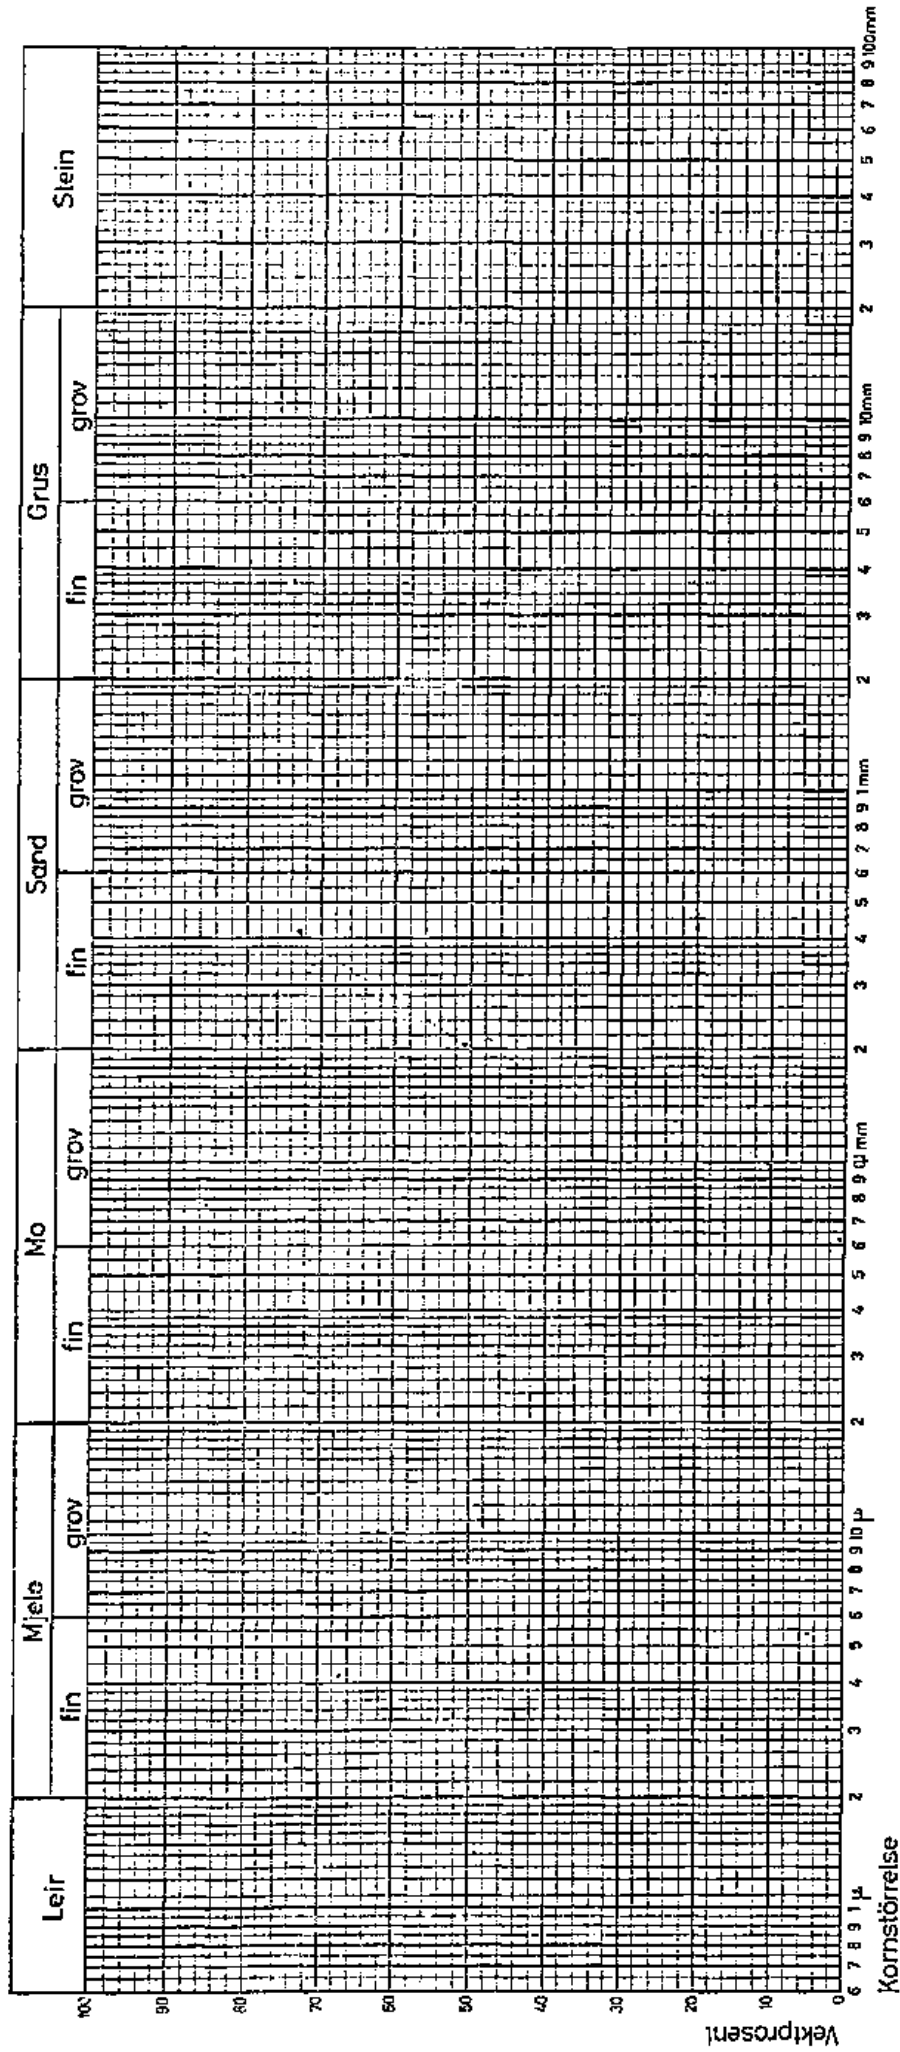 Leir Mjele Mo Sand Grus Stein
fin grov fin grov fin grov fin grov
Vektprosent
100
90
80
70
60
50
40
30
20
10
0
6 7 8 9 1 µ 2 3 4 5 6 7 8 9 10 µ 2 3 4 5 6 7 8 9 0,1mm 2 3 4 5 6 7 8 9 1mm 2 3 4 5 6 7 8 9 10mm 2 3 4 5 6 7 8 9 100mm
Kornstörrelse